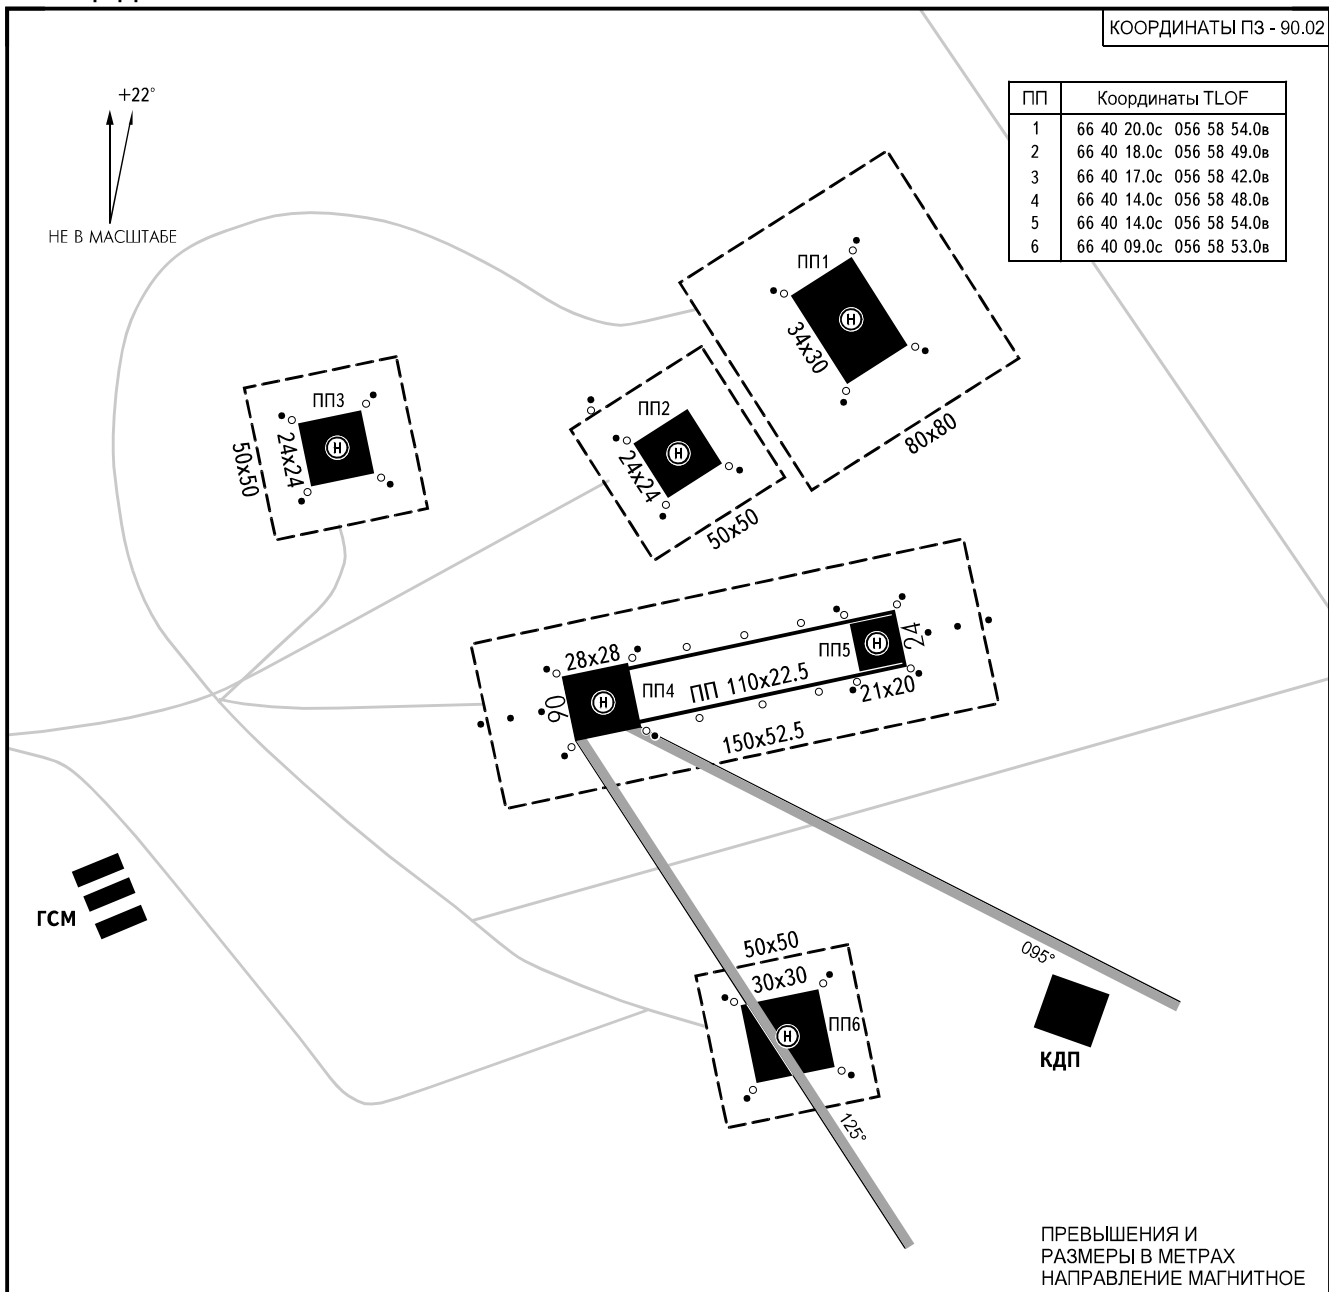 КООРДИНАТЫ ПЗ - 90.02
+22°
НЕ В МАСШТАБЕ
ПП Координаты TLOF
1 66 40 20.0с 056 58 54.0в
2 66 40 18.0с 056 58 49.0в
3 66 40 17.0с 056 58 42.0в
4 66 40 14.0с 056 58 48.0в
5 66 40 14.0с 056 58 54.0в
6 66 40 09.0с 056 58 53.0в
ПП1
H
34x30
80x80
ПП2
H
24x24
50x50
ПП3
H
24x24
50x50
28x28
06
H
ПП4
ПП 110x22.5
ПП5
H
24
21x20
150x52.5
ГСМ
50x50
30x30
H
ПП6
095°
КДП
125°
ПРЕВЫШЕНИЯ И
РАЗМЕРЫ В МЕТРАХ
НАПРАВЛЕНИЕ МАГНИТНОЕ